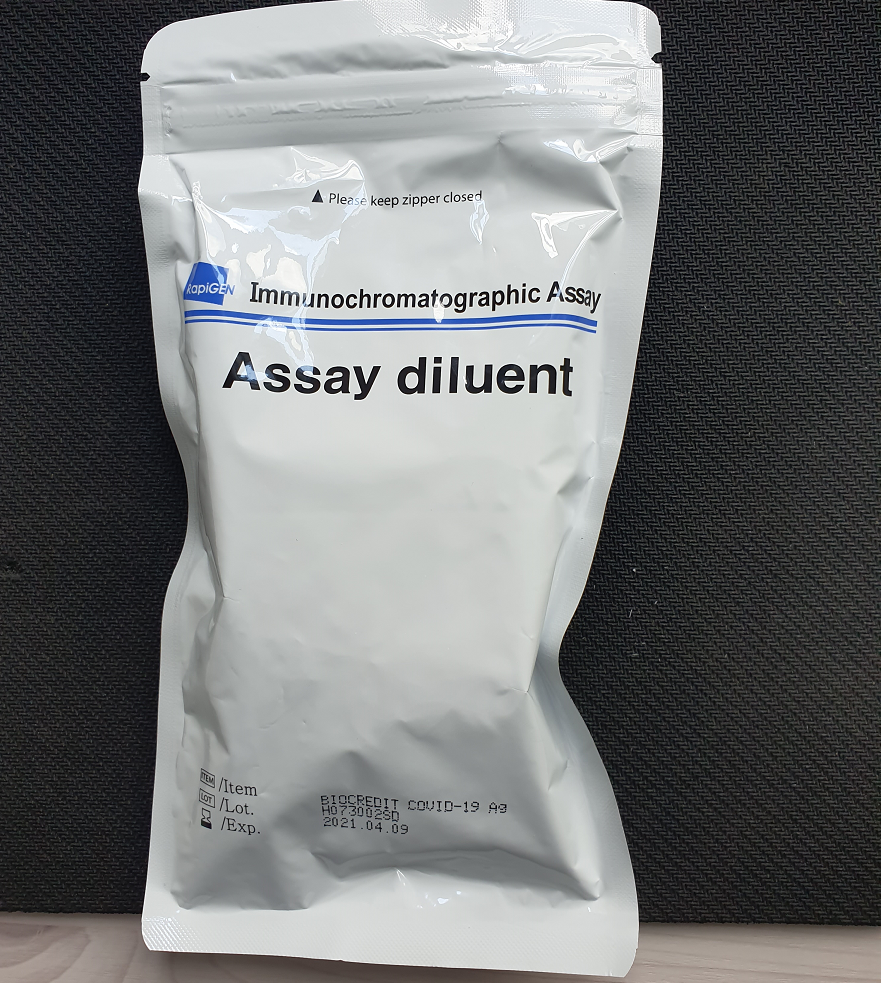 ▲ Please keep zipper closed
RapiGEN Immunochromatographic Assay
Assay diluent
ITEM /Item BIOCREDIT COVID-19 Ag
LOT /Lot. H073002SD
/Exp. 2021.04.09